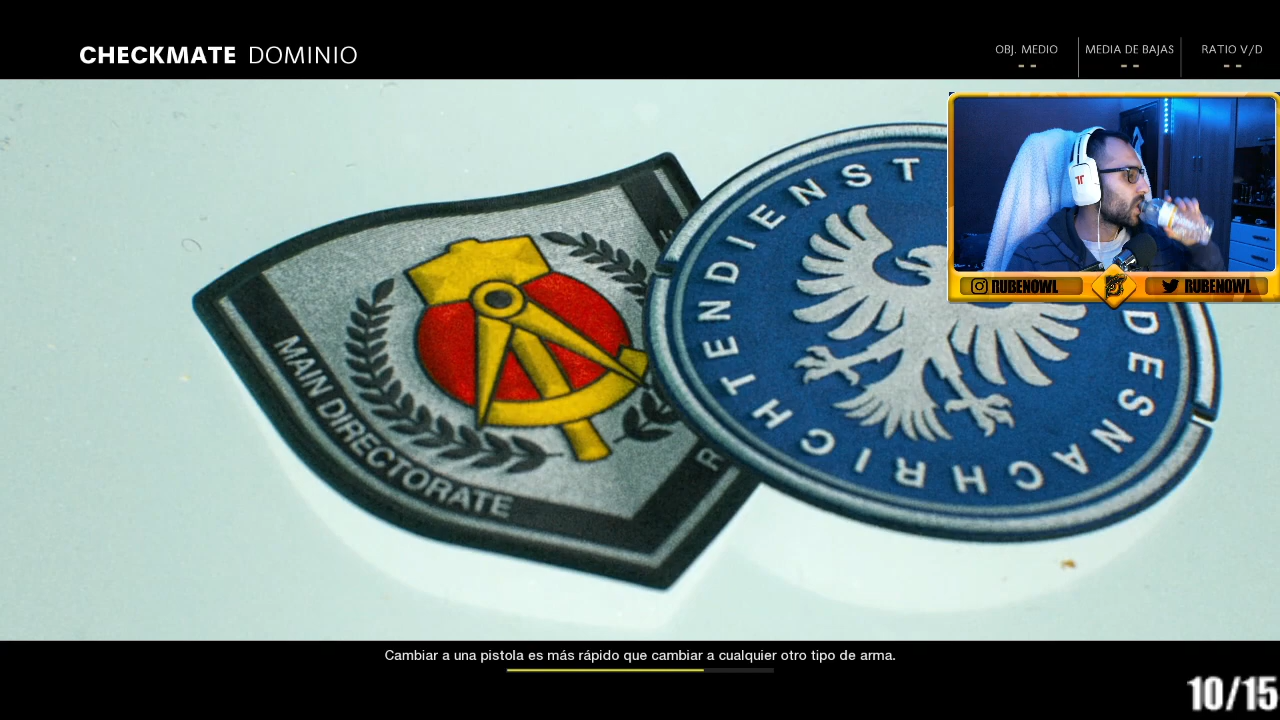 CHECKMATE DOMINIO
OBJ. MEDIO
- -
MEDIA DE BAJAS
- -
RATIO V/D
- -
RUBENOWL
RUBENOWL
MAIN DIRECTORATE
R
DESNACHRICHTENDIENST
Cambiar a una pistola es más rápido que cambiar a cualquier otro tipo de arma.
10/15